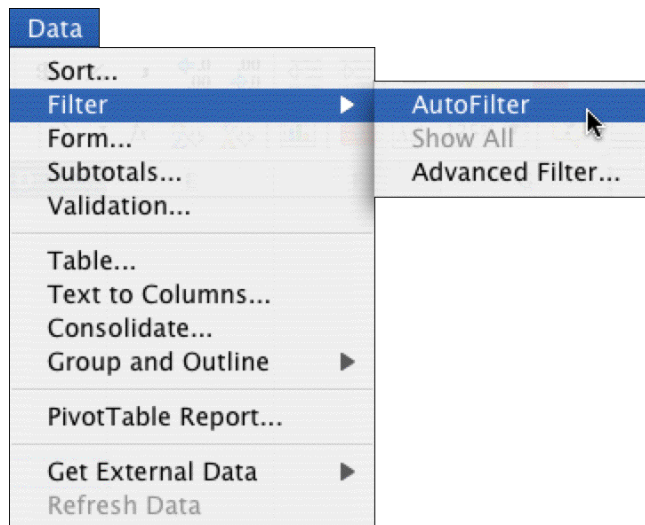 Data
Sort...
Filter
AutoFilter
Form...
Show All
Subtotals...
Advanced Filter...
Validation...
Table...
Text to Columns...
Consolidate...
Group and Outline
PivotTable Report...
Get External Data
Refresh Data